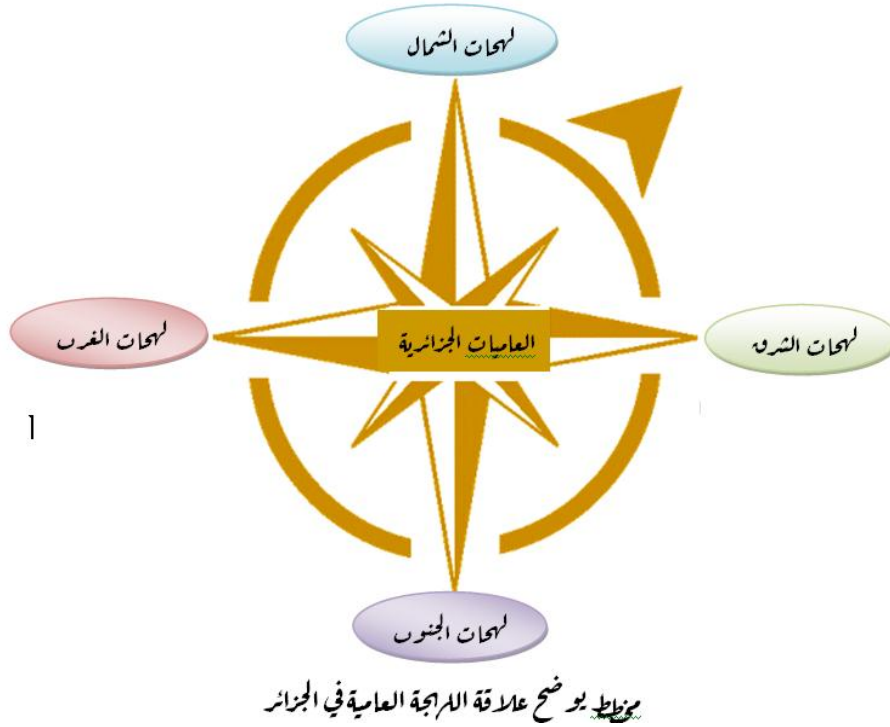 لهجات الشمال
لهجات الغرب
العاميات الجزائرية
لهجات الشرق
لهجات الجنوب
مخطط يوضح علاقة اللهجة العامية في الجزائر